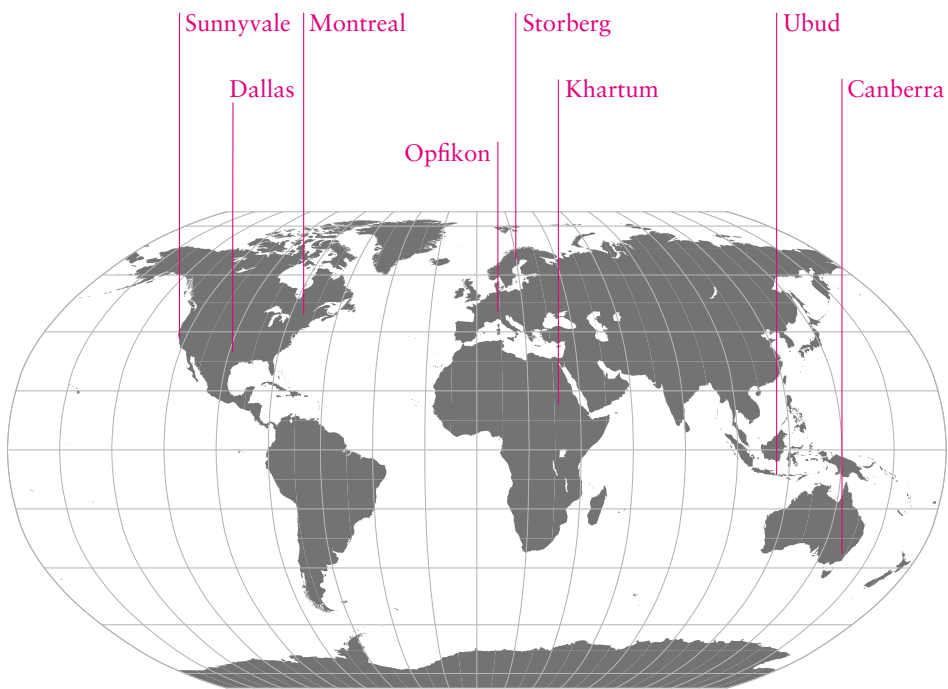 Sunnyvale
Montreal
Storberg
Ubud
Dallas
Khartum
Canberra
Opfikon